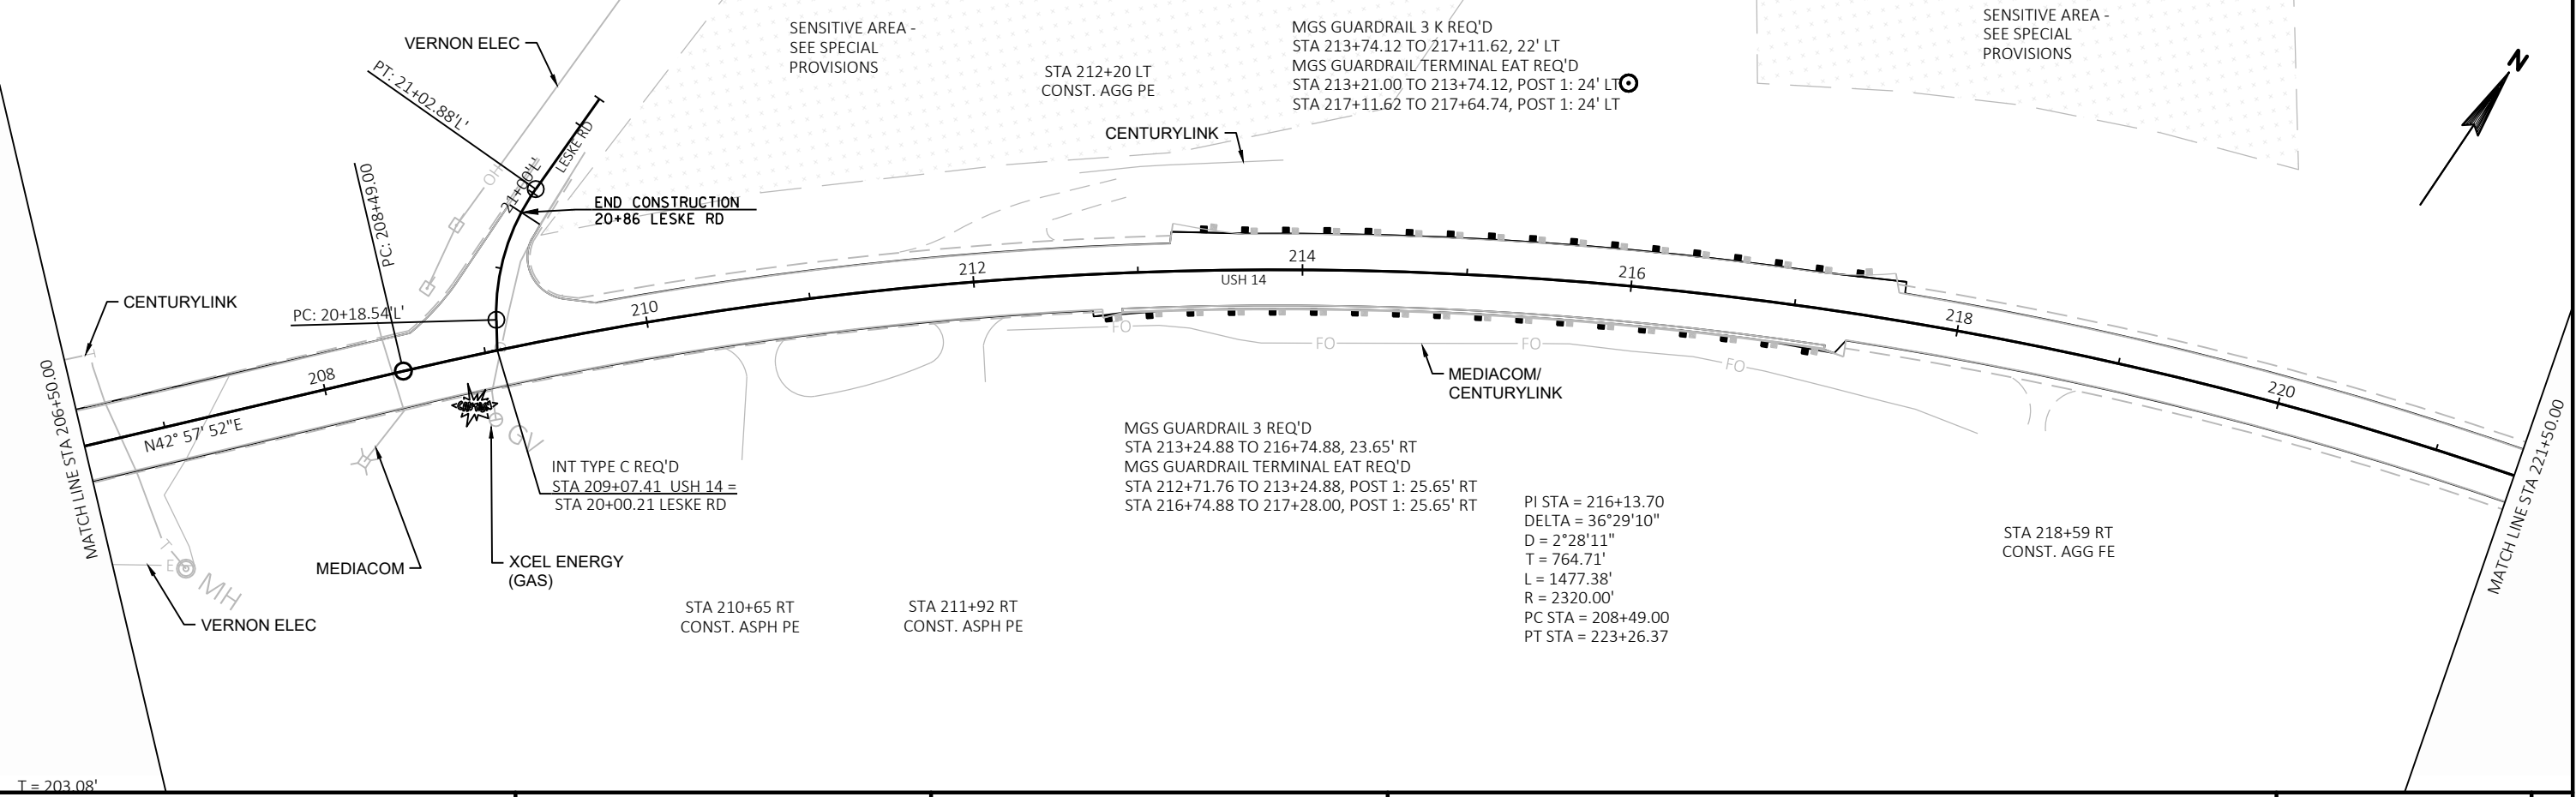 VERNON ELEC
PT: 21+02.88'L'
SENSITIVE AREA -
SEE SPECIAL
PROVISIONS
STA 212+20 LT
CONST. AGG PE
MGS GUARDRAIL 3 K REQ'D
STA 213+74.12 TO 217+11.62, 22' LT
MGS GUARDRAIL TERMINAL EAT REQ'D
STA 213+21.00 TO 213+74.12, POST 1: 24' LT
STA 217+11.62 TO 217+64.74, POST 1: 24' LT
SENSITIVE AREA -
SEE SPECIAL
PROVISIONS
N
CENTURYLINK
LESKE RD
OH
21+00'L'
PC: 208+49.00
END CONSTRUCTION
20+86 LESKE RD
CENTURYLINK
PC: 20+18.54'L'
208
210
212
214
216
218
220
USH 14
T
FO
FO
FO
FO
MATCH LINE STA 206+50.00
N42° 57' 52"E
GV
MEDIACOM/
CENTURYLINK
MATCH LINE STA 221+50.00
INT TYPE C REQ'D
STA 209+07.41 USH 14 =
STA 20+00.21 LESKE RD
MGS GUARDRAIL 3 REQ'D
STA 213+24.88 TO 216+74.88, 23.65' RT
MGS GUARDRAIL TERMINAL EAT REQ'D
STA 212+71.76 TO 213+24.88, POST 1: 25.65' RT
STA 216+74.88 TO 217+28.00, POST 1: 25.65' RT
PI STA = 216+13.70
DELTA = 36°29'10"
D = 2°28'11"
T = 764.71'
L = 1477.38'
R = 2320.00'
PC STA = 208+49.00
PT STA = 223+26.37
STA 218+59 RT
CONST. AGG FE
T
E
MH
MEDIACOM
XCEL ENERGY
(GAS)
VERNON ELEC
STA 210+65 RT
CONST. ASPH PE
STA 211+92 RT
CONST. ASPH PE
T = 203.08'